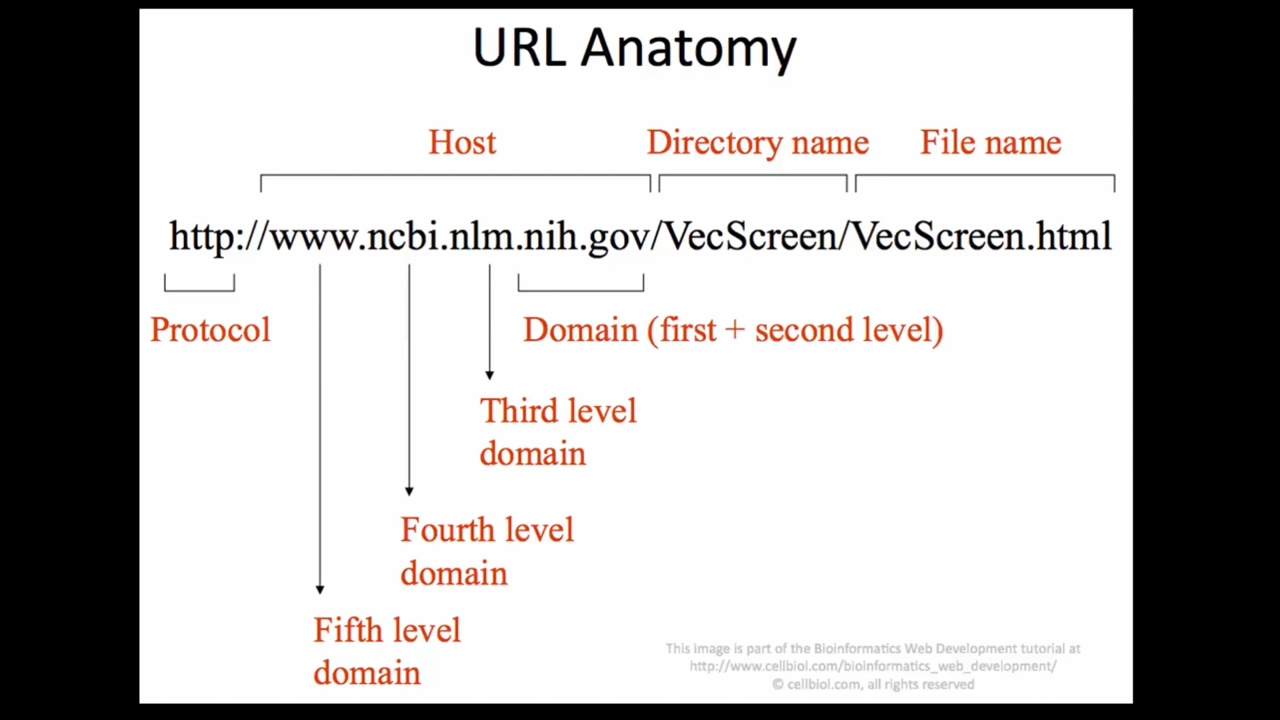 URL Anatomy
Host
Directory name
File name
http://www.ncbi.nlm.nih.gov/VecScreen/VecScreen.html
Protocol
Domain (first + second level)
Third level
domain
Fourth level
domain
Fifth level
domain
This image is part of the Bioinformatics Web Development tutorial at
http://www.cellbiol.com/bioinformatics_web_development/
© cellbiol.com, all rights reserved